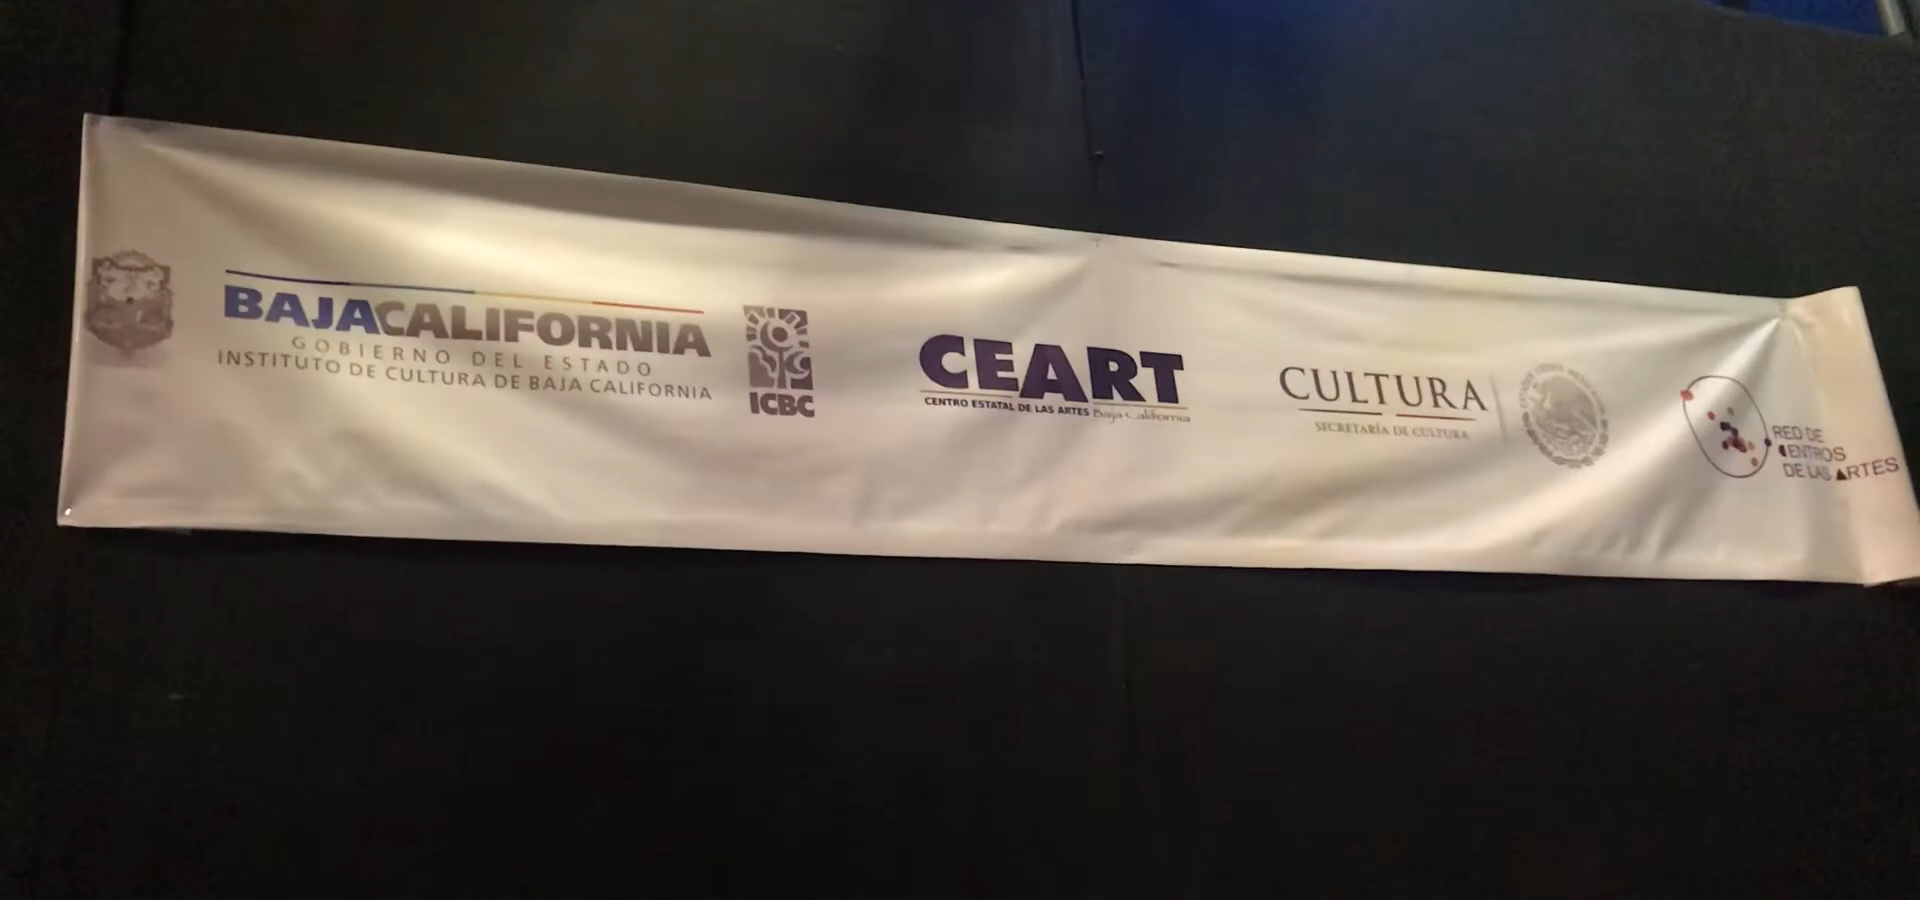 BAJACALIFORNIA
GOBIERNO DEL ESTADO
INSTITUTO DE CULTURA DE BAJA CALIFORNIA
ICBC
CEART
CENTRO ESTATAL DE LAS ARTES Baja California
CULTURA
SECRETARÍA DE CULTURA
RED DE
CENTROS
DE LAS ARTES